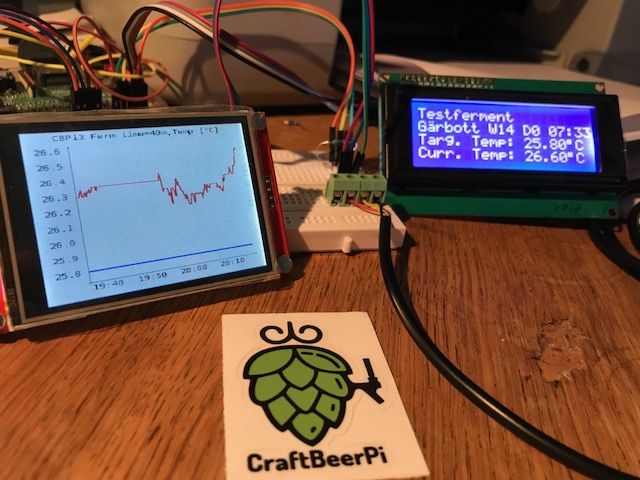 CBPi3 Ferm Time=40m,Temp [°C]
26.6
26.5
26.4
26.3
26.2
26.1
26.0
25.9
25.8
19:40 19:50 20:00 20:10
Testferment
Gärbott W14 D0 07:33
Targ. Temp: 25.80°C
Curr. Temp: 26.60°C
CraftBeerPi